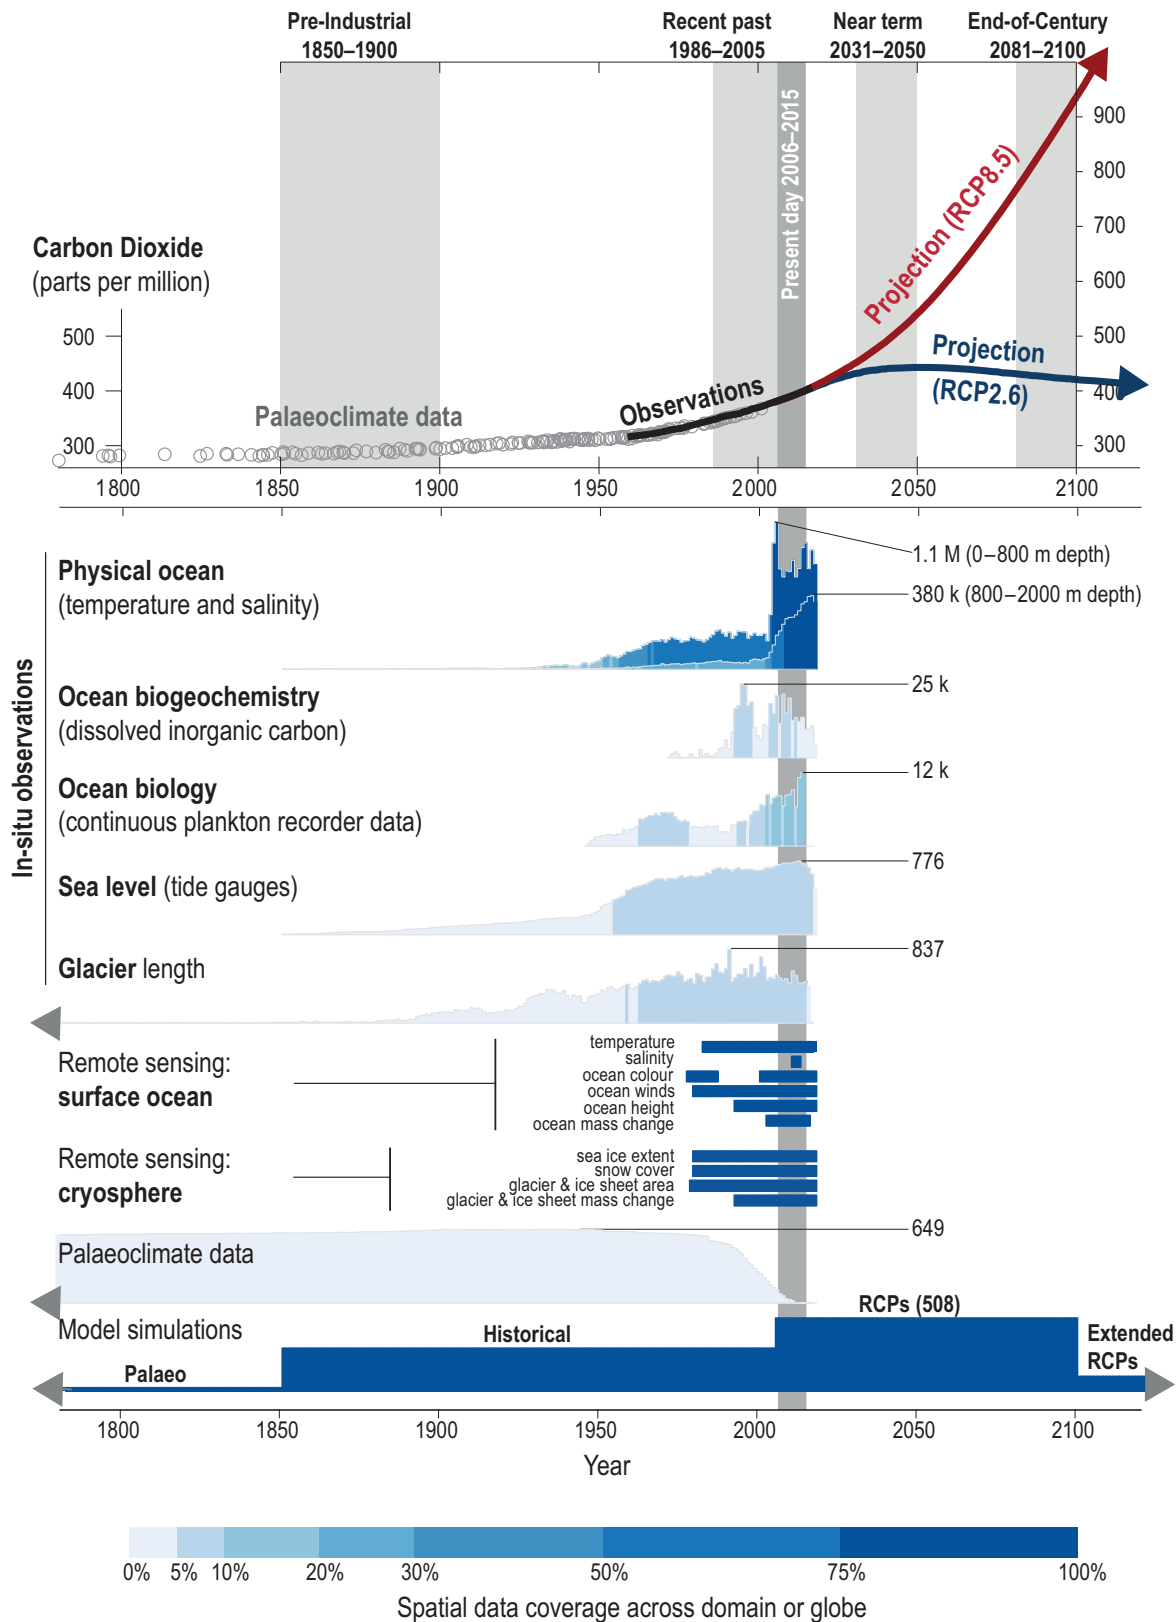 Pre-Industrial
1850–1900
Recent past
1986–2005
Near term
2031–2050
End-of-Century
2081–2100
Present day 2006–2015
Projection (RCP8.5)
Projection
(RCP2.6)
Observations
Palaeoclimate data
Carbon Dioxide
(parts per million)
500
400
300
900
800
700
600
500
400
300
1800
1850
1900
1950
2000
2050
2100
In-situ observations
Physical ocean
(temperature and salinity)
1.1 M (0–800 m depth)
380 k (800–2000 m depth)
Ocean biogeochemistry
(dissolved inorganic carbon)
25 k
Ocean biology
(continuous plankton recorder data)
12 k
Sea level (tide gauges)
776
Glacier length
837
Remote sensing:
surface ocean
temperature
salinity
ocean colour
ocean winds
ocean height
ocean mass change
Remote sensing:
cryosphere
sea ice extent
snow cover
glacier & ice sheet area
glacier & ice sheet mass change
Palaeoclimate data
649
Model simulations
Palaeo
Historical
RCPs (508)
Extended
RCPs
1800
1850
1900
1950
2000
2050
2100
Year
0%
5%
10%
20%
30%
50%
75%
100%
Spatial data coverage across domain or globe